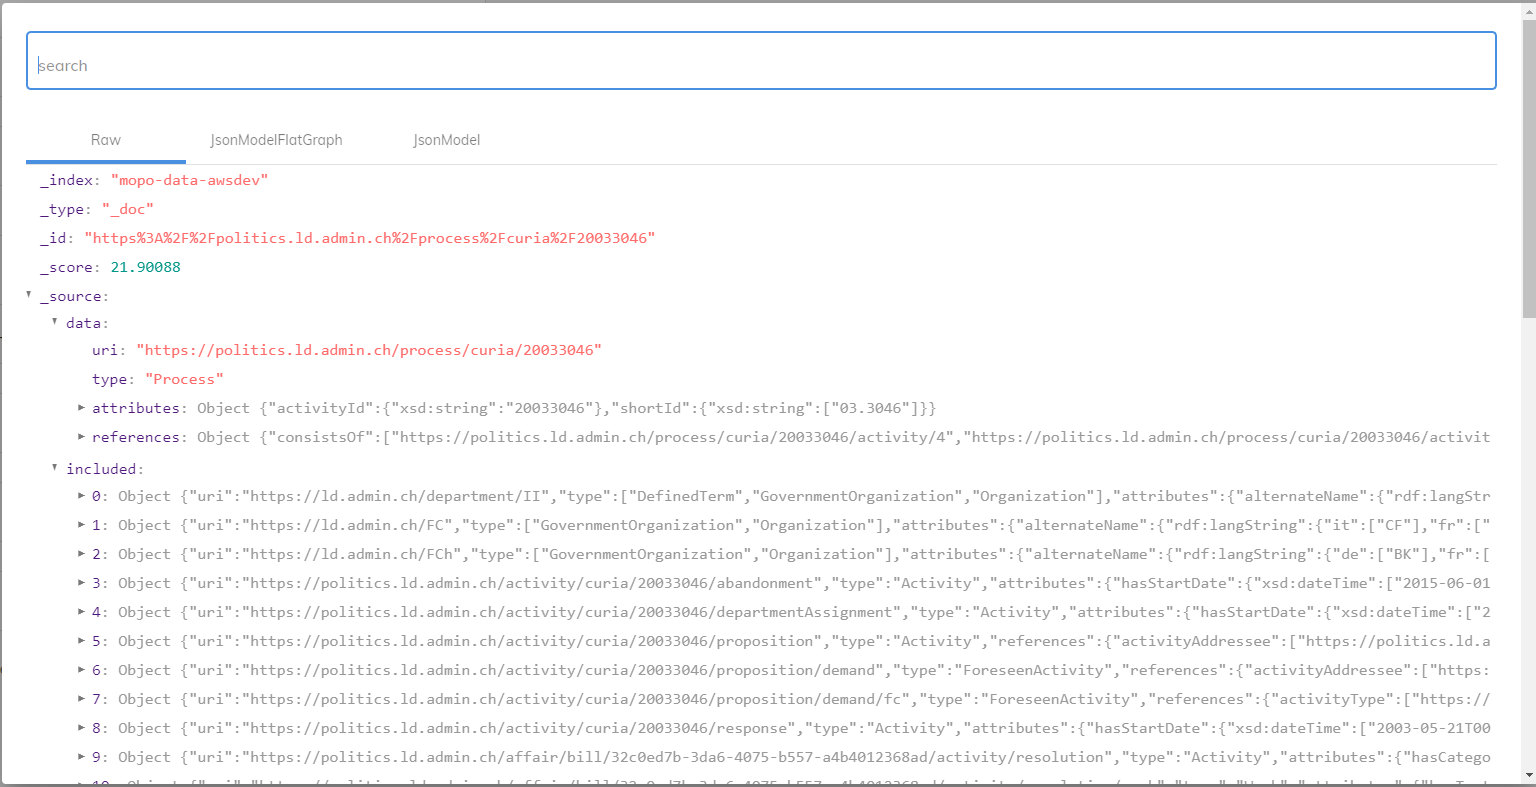 search
Raw JsonModelFlatGraph JsonModel
_index: "mopo-data-awsdev"
_type: "_doc"
_id: "https%3A%2F%2Fpolitics.ld.admin.ch%2Fprocess%2Fcuria%2F20033046"
_score: 21.90088
_source:
data:
uri: "https://politics.ld.admin.ch/process/curia/20033046"
type: "Process"
attributes: Object {"activityId":{"xsd:string":"20033046"},"shortId":{"xsd:string":["03.3046"]}}
references: Object {"consistsOf":["https://politics.ld.admin.ch/process/curia/20033046/activity/4","https://politics.ld.admin.ch/process/curia/20033046/activit
included:
0: Object {"uri":"https://ld.admin.ch/department/II","type":["DefinedTerm","GovernmentOrganization","Organization"],"attributes":{"alternateName":{"rdf:langStr
1: Object {"uri":"https://ld.admin.ch/FC","type":["GovernmentOrganization","Organization"],"attributes":{"alternateName":{"rdf:langString":{"it":["CF"],"fr":["
2: Object {"uri":"https://ld.admin.ch/FCh","type":["GovernmentOrganization","Organization"],"attributes":{"alternateName":{"rdf:langString":{"de":["BK"],"fr":[
3: Object {"uri":"https://politics.ld.admin.ch/activity/curia/20033046/abandonment","type":"Activity","attributes":{"hasStartDate":{"xsd:dateTime":["2015-06-01
4: Object {"uri":"https://politics.ld.admin.ch/activity/curia/20033046/departmentAssignment","type":"Activity","attributes":{"hasStartDate":{"xsd:dateTime":["2
5: Object {"uri":"https://politics.ld.admin.ch/activity/curia/20033046/proposition","type":"Activity","references":{"activityAddressee":["https://politics.ld.a
6: Object {"uri":"https://politics.ld.admin.ch/activity/curia/20033046/proposition/demand","type":"ForeseenActivity","references":{"activityAddressee":["https:
7: Object {"uri":"https://politics.ld.admin.ch/activity/curia/20033046/proposition/demand/fc","type":"ForeseenActivity","references":{"activityType":["https://
8: Object {"uri":"https://politics.ld.admin.ch/activity/curia/20033046/response","type":"Activity","attributes":{"hasStartDate":{"xsd:dateTime":["2003-05-21T00
9: Object {"uri":"https://politics.ld.admin.ch/affair/bill/32c0ed7b-3da6-4075-b557-a4b4012368ad/activity/resolution","type":"Activity","attributes":{"hasCatego